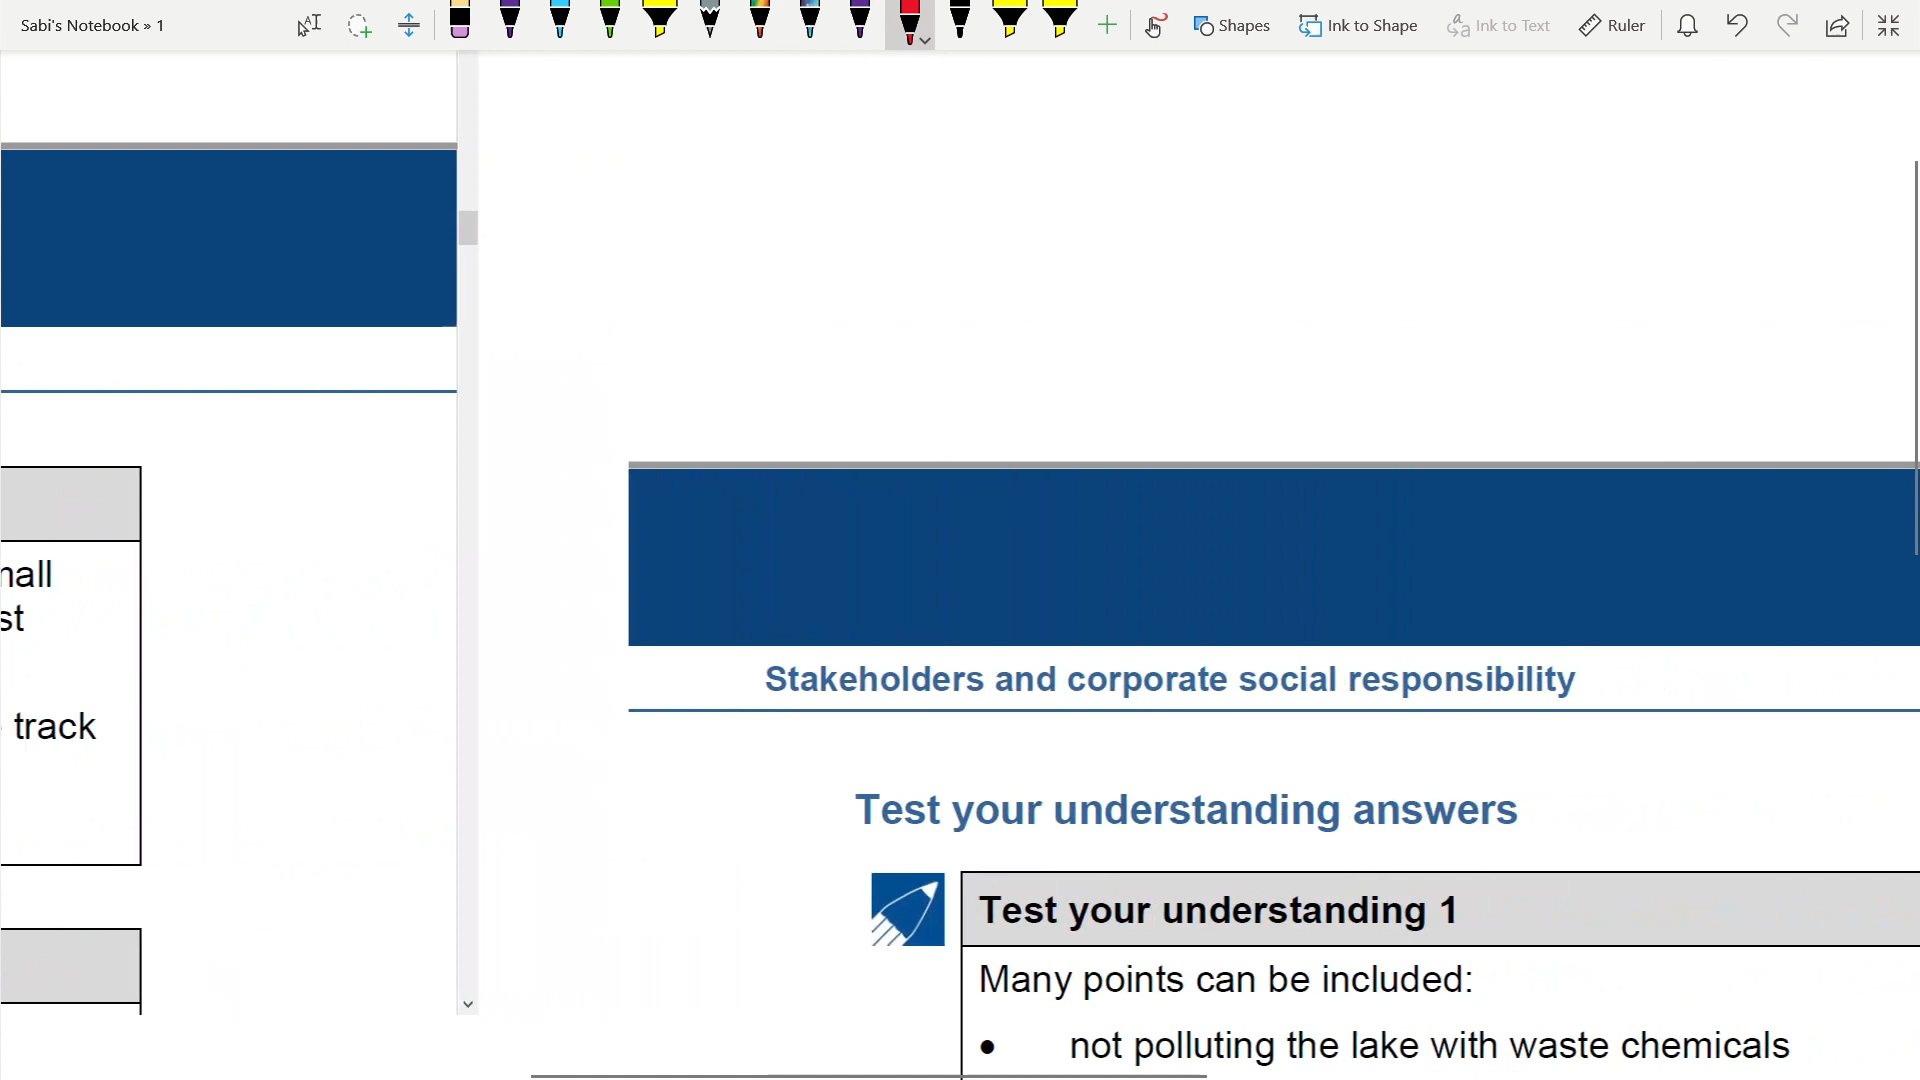 Sabi's Notebook » 1
Shapes
Ink to Shape
Ink to Text
Ruler
st
track
Stakeholders and corporate social responsibility
Test your understanding answers
Test your understanding 1
Many points can be included:
• not polluting the lake with waste chemicals